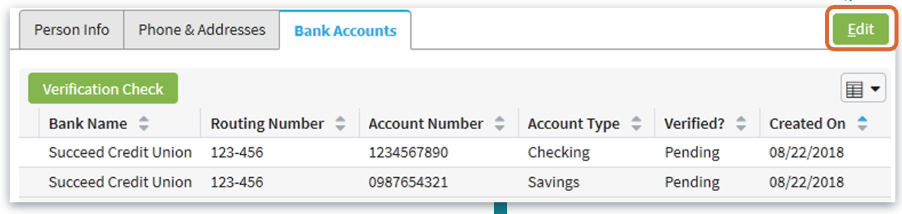 Person Info Phone & Addresses Bank Accounts Edit
Verification Check
Bank Name Routing Number Account Number Account Type Verified? Created On
Succeed Credit Union 123-456 1234567890 Checking Pending 08/22/2018
Succeed Credit Union 123-456 0987654321 Savings Pending 08/22/2018